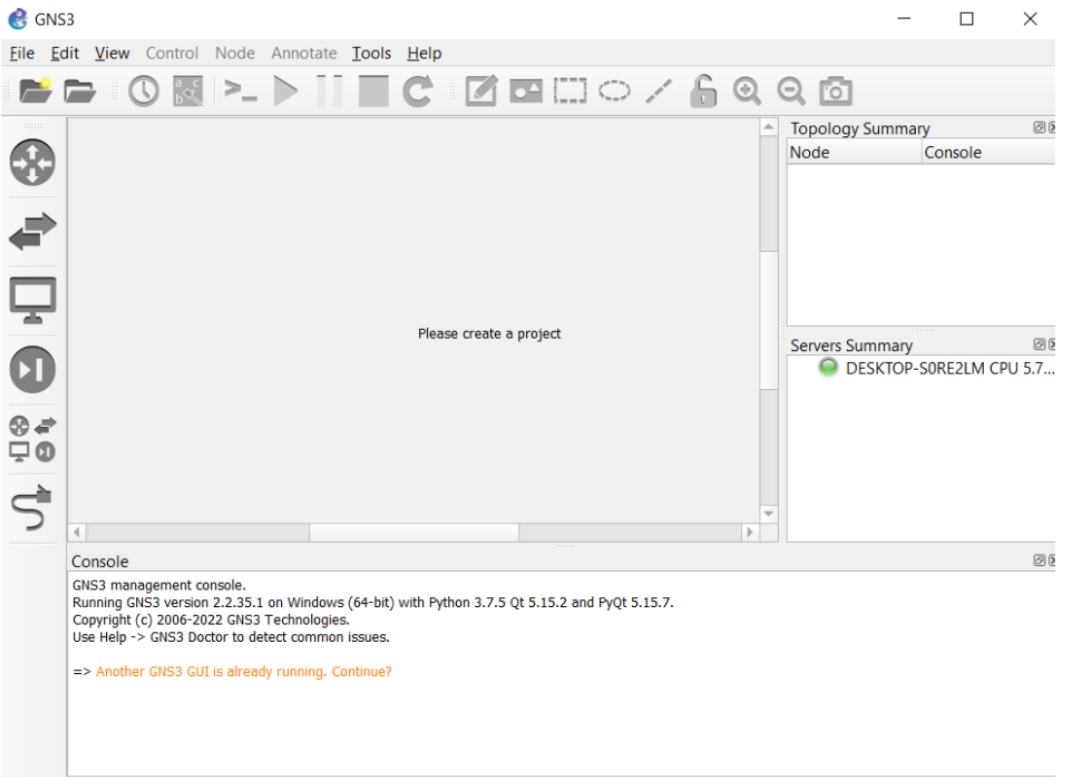 GNS3
File Edit View Control Node Annotate Tools Help
a c
b
Topology Summary
Node Console
Please create a project
Servers Summary
DESKTOP-S0RE2LM CPU 5.7...
Console
GNS3 management console.
Running GNS3 version 2.2.35.1 on Windows (64-bit) with Python 3.7.5 Qt 5.15.2 and PyQt 5.15.7.
Copyright (c) 2006-2022 GNS3 Technologies.
Use Help -> GNS3 Doctor to detect common issues.
=> Another GNS3 GUI is already running. Continue?